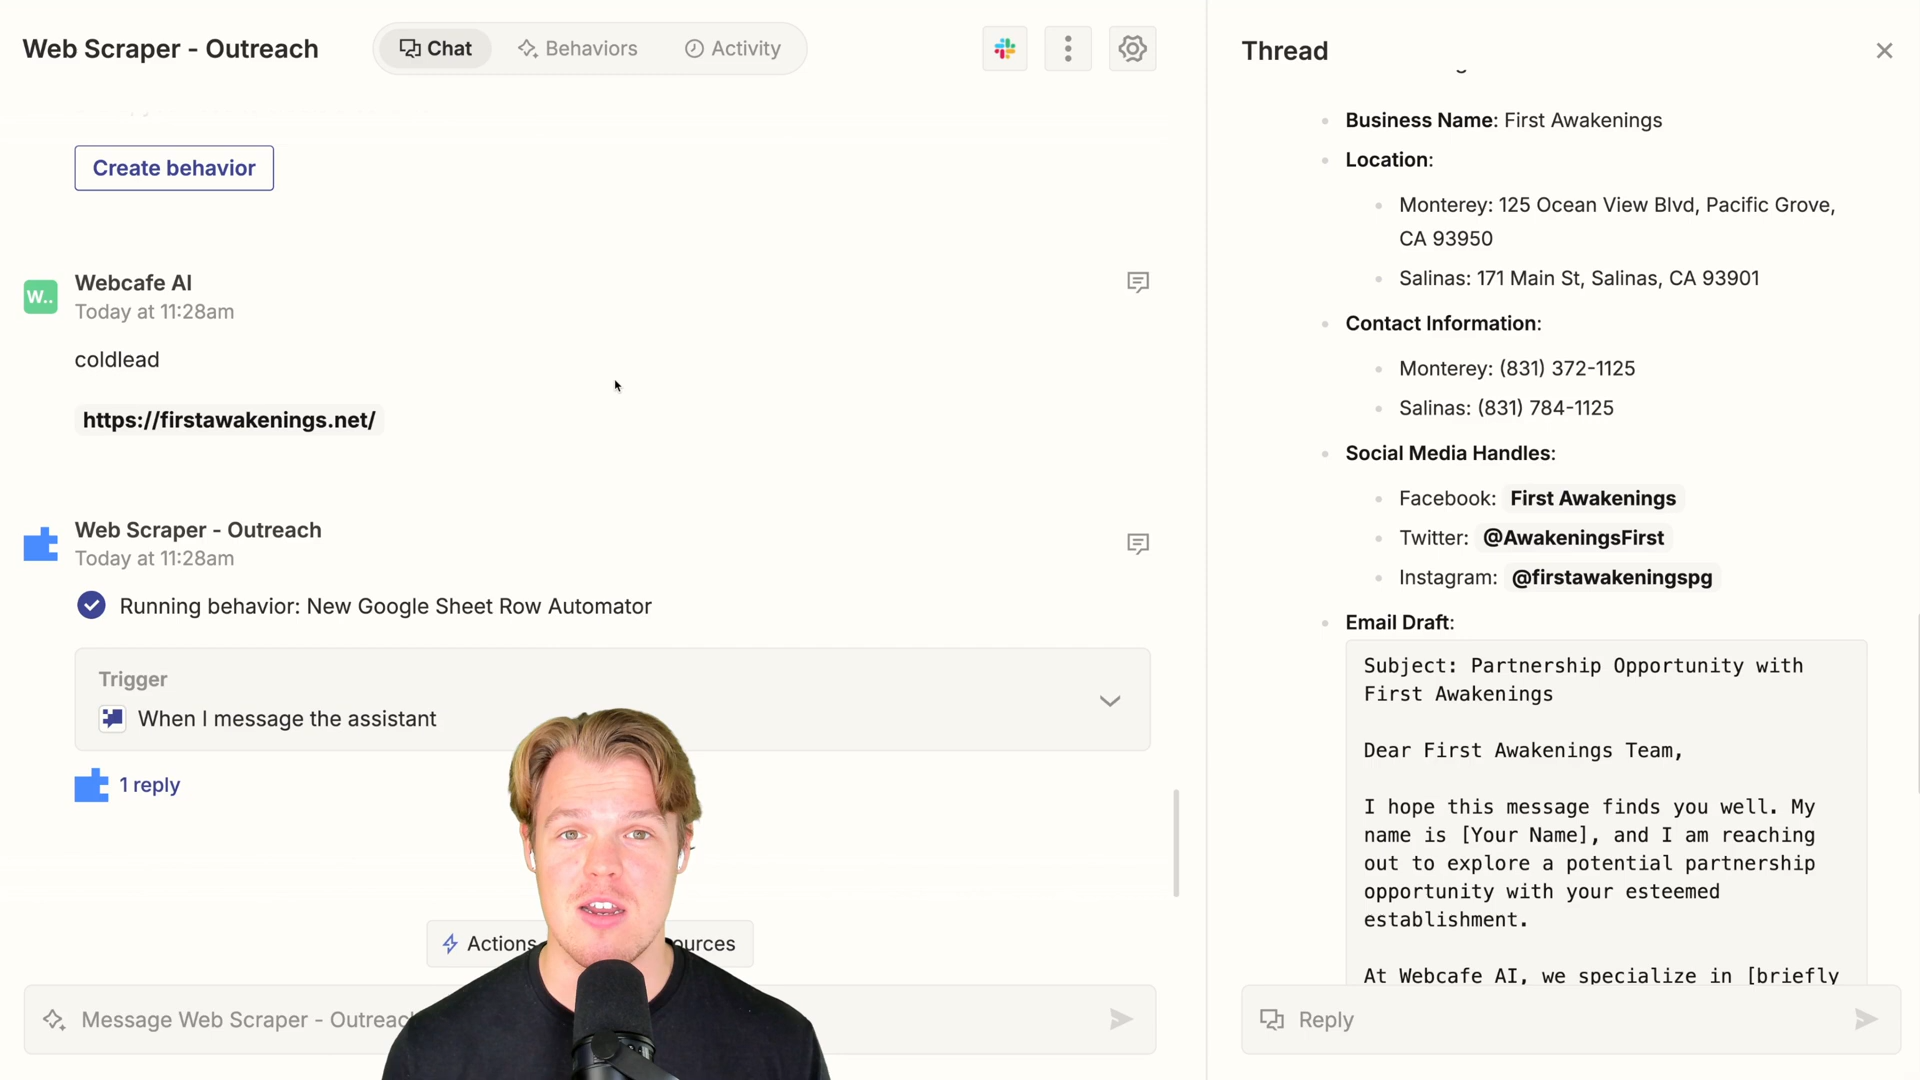 Web Scraper - Outreach
Chat
Behaviors
Activity
Create behavior
W..
Webcafe AI
Today at 11:28am
coldlead
https://firstawakenings.net/
Web Scraper - Outreach
Today at 11:28am
Running behavior: New Google Sheet Row Automator
Trigger
When I message the assistant
1 reply
Actions
ources
Message Web Scraper - Outreac
Thread
Business Name: First Awakenings
Location:
Monterey: 125 Ocean View Blvd, Pacific Grove,
CA 93950
Salinas: 171 Main St, Salinas, CA 93901
Contact Information:
Monterey: (831) 372-1125
Salinas: (831) 784-1125
Social Media Handles:
Facebook: First Awakenings
Twitter: @AwakeningsFirst
Instagram: @firstawakeningspg
Email Draft:
Subject: Partnership Opportunity with
First Awakenings
Dear First Awakenings Team,
I hope this message finds you well. My
name is [Your Name], and I am reaching
out to explore a potential partnership
opportunity with your esteemed
establishment.
At Webcafe AI, we specialize in [briefly
Reply